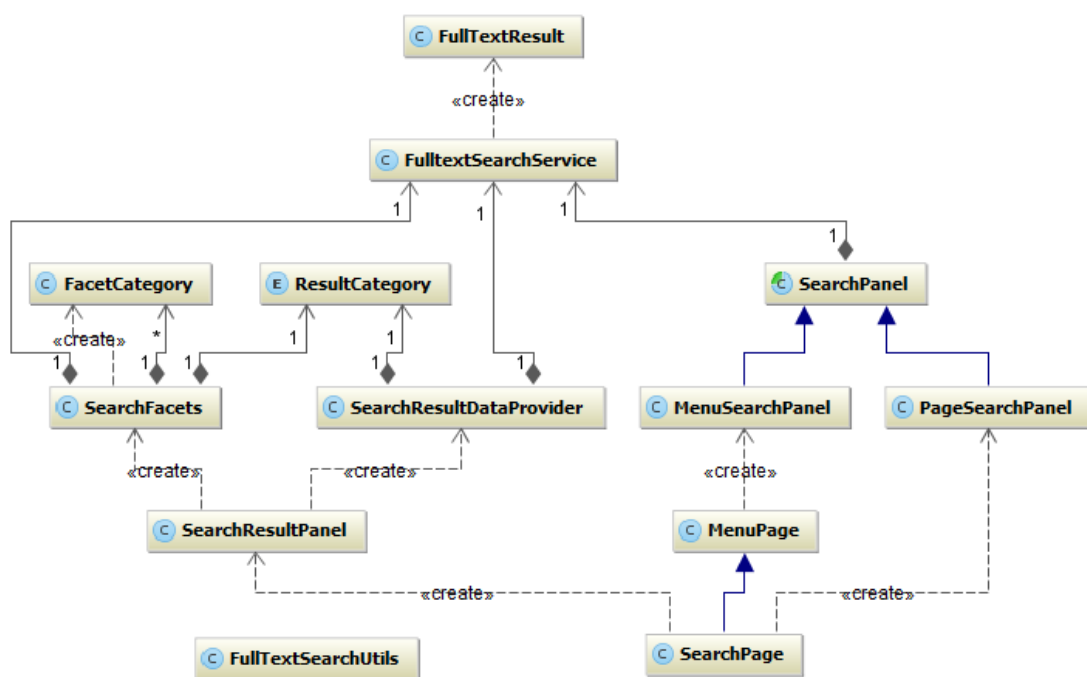 C FullTextResult
«create»
C FulltextSearchService
1 1 1
1
C FacetCategory
E ResultCategory
C SearchPanel
«create» * 1 1
1 1 1 1 1
C SearchFacets
C SearchResultDataProvider
C MenuSearchPanel
C PageSearchPanel
«create» «create» «create»
C SearchResultPanel
C MenuPage
«create» «create»
C FullTextSearchUtils
C SearchPage